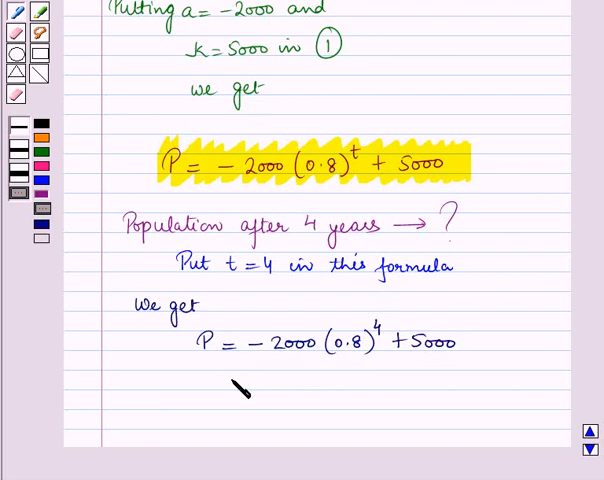 Putting a = -2000 and
k = 5000 in ①
we get
P = - 2000 (0.8)^t + 5000
Population after 4 years → ?
Put t = 4 in this formula
We get
P = - 2000 (0.8)^4 + 5000